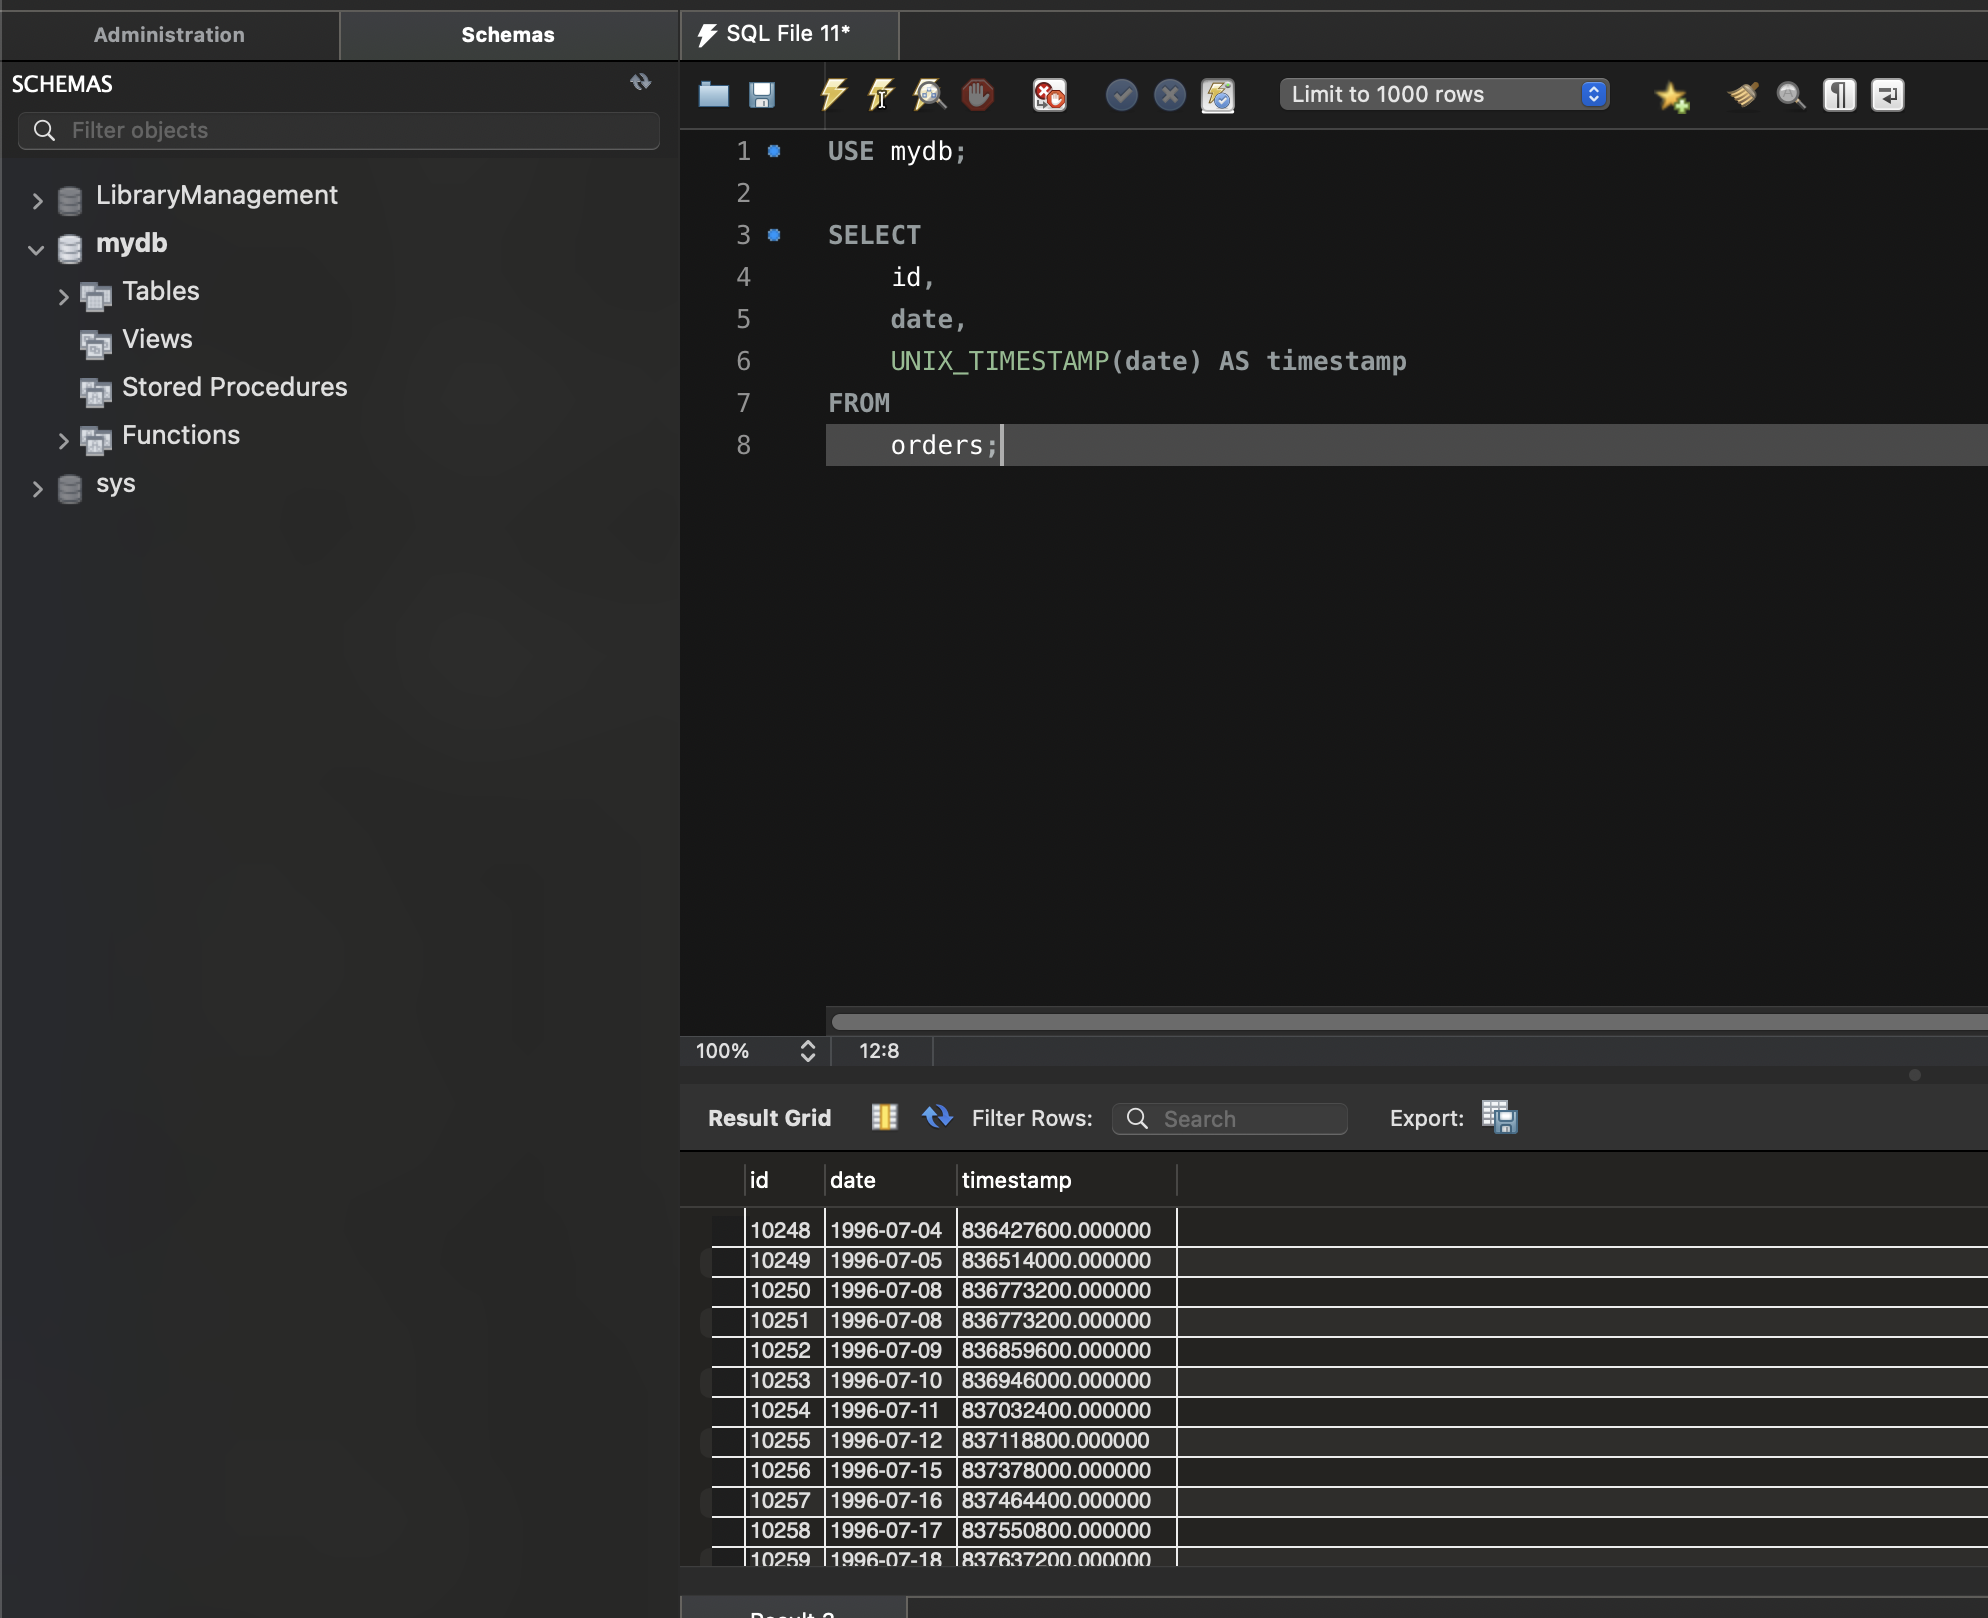 Administration
Schemas
SQL File 11*
SCHEMAS
Filter objects
Limit to 1000 rows
LibraryManagement
mydb
Tables
Views
Stored Procedures
Functions
sys
1 USE mydb;
2
3 SELECT
4 id,
5 date,
6 UNIX_TIMESTAMP(date) AS timestamp
7 FROM
8 orders;
100% 12:8
Result Grid Filter Rows: Search Export:
id date timestamp
10248 1996-07-04 836427600.000000
10249 1996-07-05 836514000.000000
10250 1996-07-08 836773200.000000
10251 1996-07-08 836773200.000000
10252 1996-07-09 836859600.000000
10253 1996-07-10 836946000.000000
10254 1996-07-11 837032400.000000
10255 1996-07-12 837118800.000000
10256 1996-07-15 837378000.000000
10257 1996-07-16 837464400.000000
10258 1996-07-17 837550800.000000
10259 1996-07-18 837637200.000000
Result